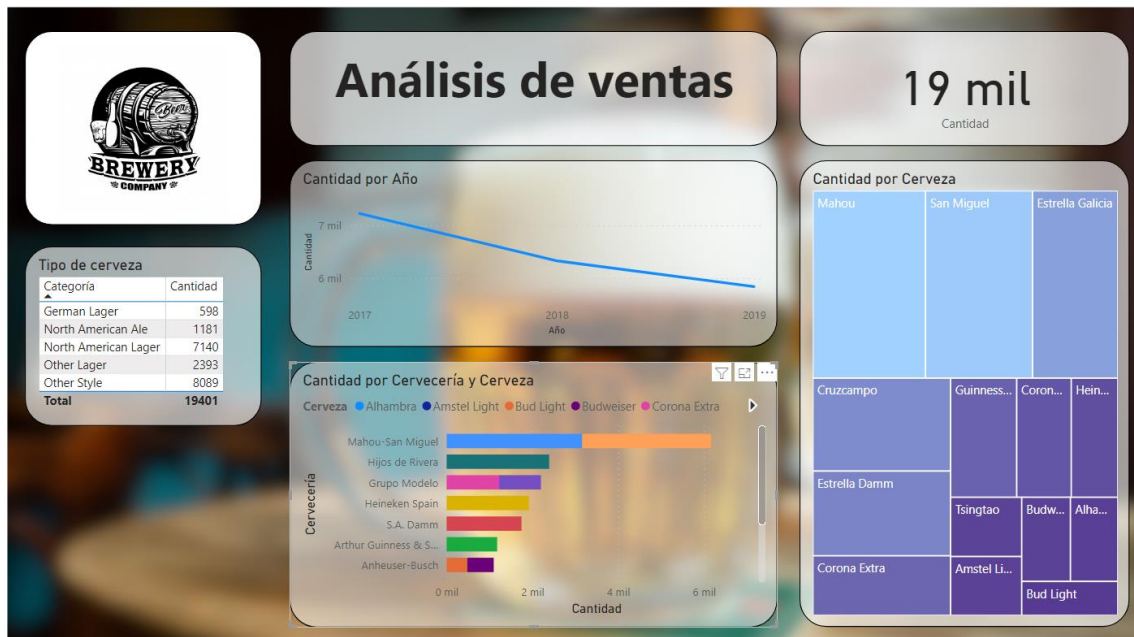 Beer
BREWERY
COMPANY
Análisis de ventas
19 mil
Cantidad
Tipo de cerveza
Categoría Cantidad
German Lager 598
North American Ale 1181
North American Lager 7140
Other Lager 2393
Other Style 8089
Total 19401
Cantidad por Año
Cantidad
7 mil
6 mil
2017 2018 2019
Año
Cantidad por Cervecería y Cerveza
Cerveza Alhambra Amstel Light Bud Light Budweiser Corona Extra
Cervecería
Mahou-San Miguel
Hijos de Rivera
Grupo Modelo
Heineken Spain
S.A. Damm
Arthur Guinness & S...
Anheuser-Busch
0 mil 2 mil 4 mil 6 mil
Cantidad
Cantidad por Cerveza
Mahou San Miguel Estrella Galicia
Cruzcampo Guinness... Coron... Hein...
Estrella Damm
Tsingtao Budw... Alha...
Corona Extra Amstel Li...
Bud Light